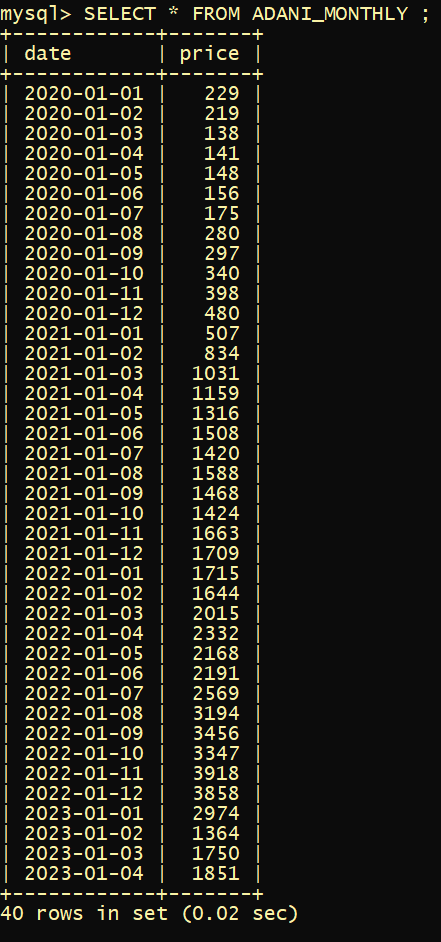 mysql> SELECT * FROM ADANI_MONTHLY ;
+------------+-------+
| date       | price |
+------------+-------+
| 2020-01-01 |   229 |
| 2020-01-02 |   219 |
| 2020-01-03 |   138 |
| 2020-01-04 |   141 |
| 2020-01-05 |   148 |
| 2020-01-06 |   156 |
| 2020-01-07 |   175 |
| 2020-01-08 |   280 |
| 2020-01-09 |   297 |
| 2020-01-10 |   340 |
| 2020-01-11 |   398 |
| 2020-01-12 |   480 |
| 2021-01-01 |   507 |
| 2021-01-02 |   834 |
| 2021-01-03 |  1031 |
| 2021-01-04 |  1159 |
| 2021-01-05 |  1316 |
| 2021-01-06 |  1508 |
| 2021-01-07 |  1420 |
| 2021-01-08 |  1588 |
| 2021-01-09 |  1468 |
| 2021-01-10 |  1424 |
| 2021-01-11 |  1663 |
| 2021-01-12 |  1709 |
| 2022-01-01 |  1715 |
| 2022-01-02 |  1644 |
| 2022-01-03 |  2015 |
| 2022-01-04 |  2332 |
| 2022-01-05 |  2168 |
| 2022-01-06 |  2191 |
| 2022-01-07 |  2569 |
| 2022-01-08 |  3194 |
| 2022-01-09 |  3456 |
| 2022-01-10 |  3347 |
| 2022-01-11 |  3918 |
| 2022-01-12 |  3858 |
| 2023-01-01 |  2974 |
| 2023-01-02 |  1364 |
| 2023-01-03 |  1750 |
| 2023-01-04 |  1851 |
+------------+-------+
40 rows in set (0.02 sec)